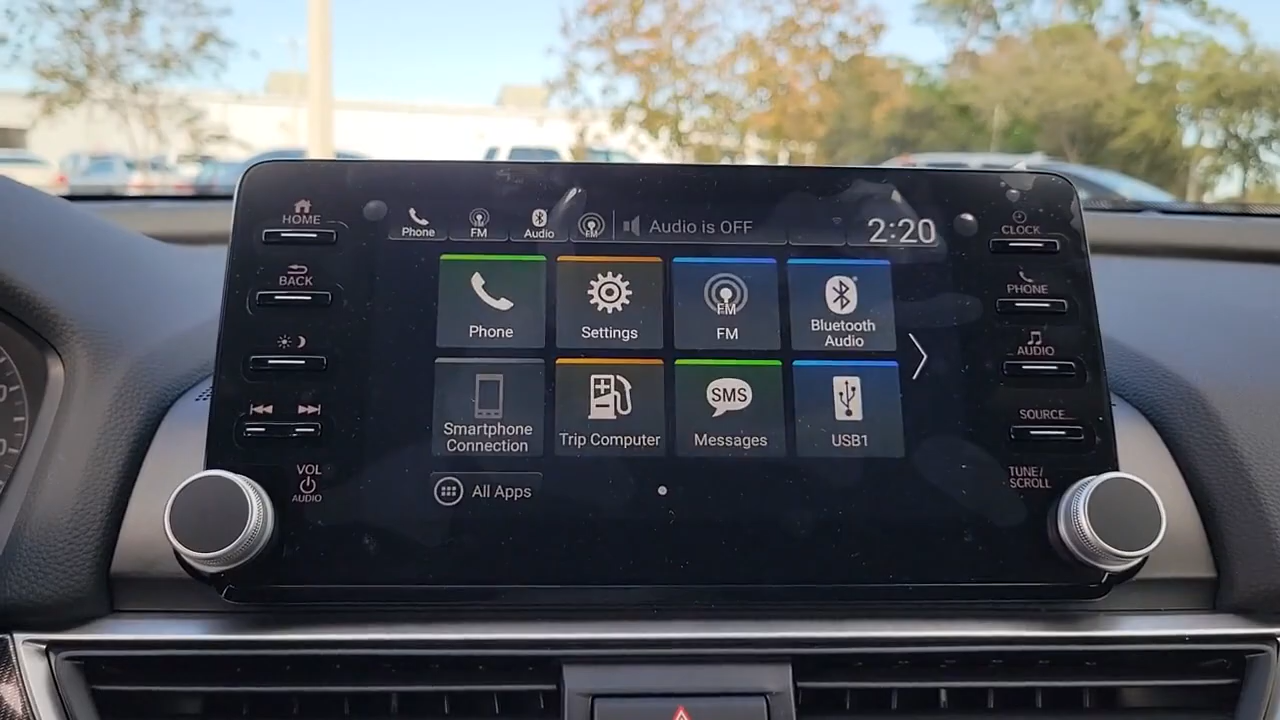 HOME
BACK
VOL
AUDIO
Phone
FM
Audio
FM
Audio is OFF
2:20
Phone
Settings
FM
FM
Bluetooth
Audio
Smartphone
Connection
Trip Computer
SMS
Messages
USB1
All Apps
CLOCK
PHONE
AUDIO
SOURCE
TUNE/
SCROLL